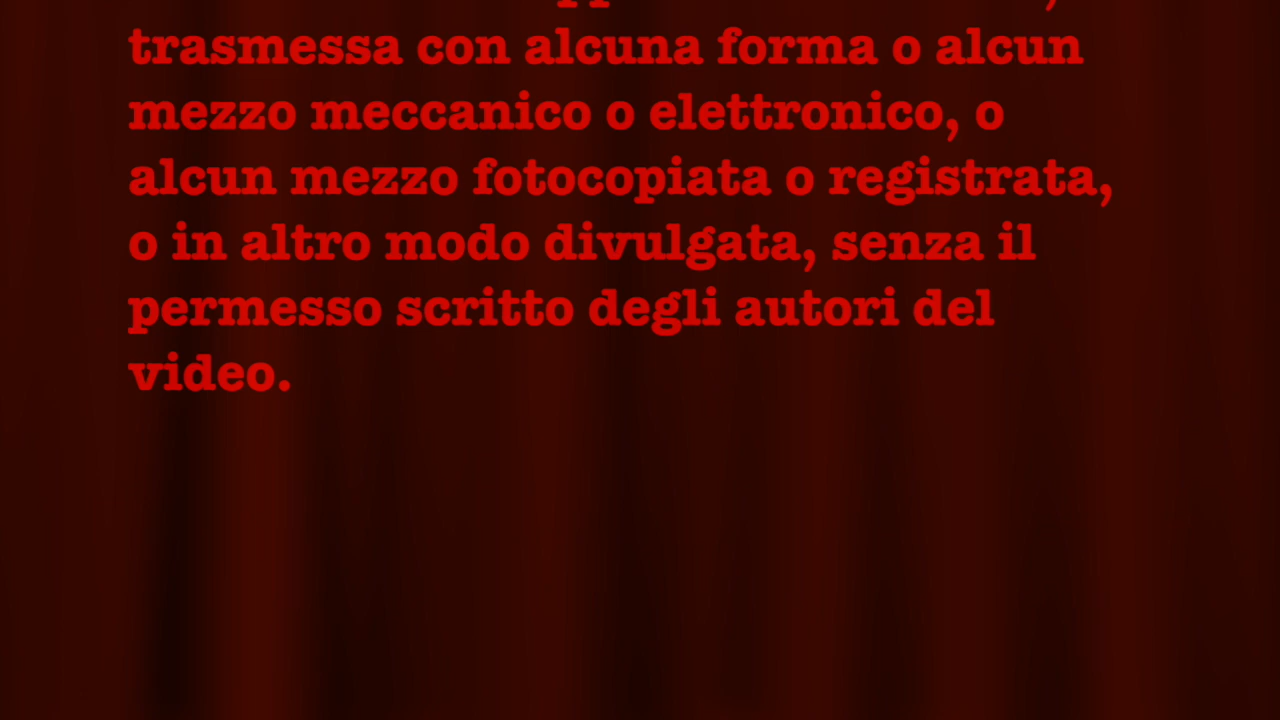 trasmessa con alcuna forma o alcun
mezzo meccanico o elettronico, o
alcun mezzo fotocopiata o registrata,
o in altro modo divulgata, senza il
permesso scritto degli autori del
video.